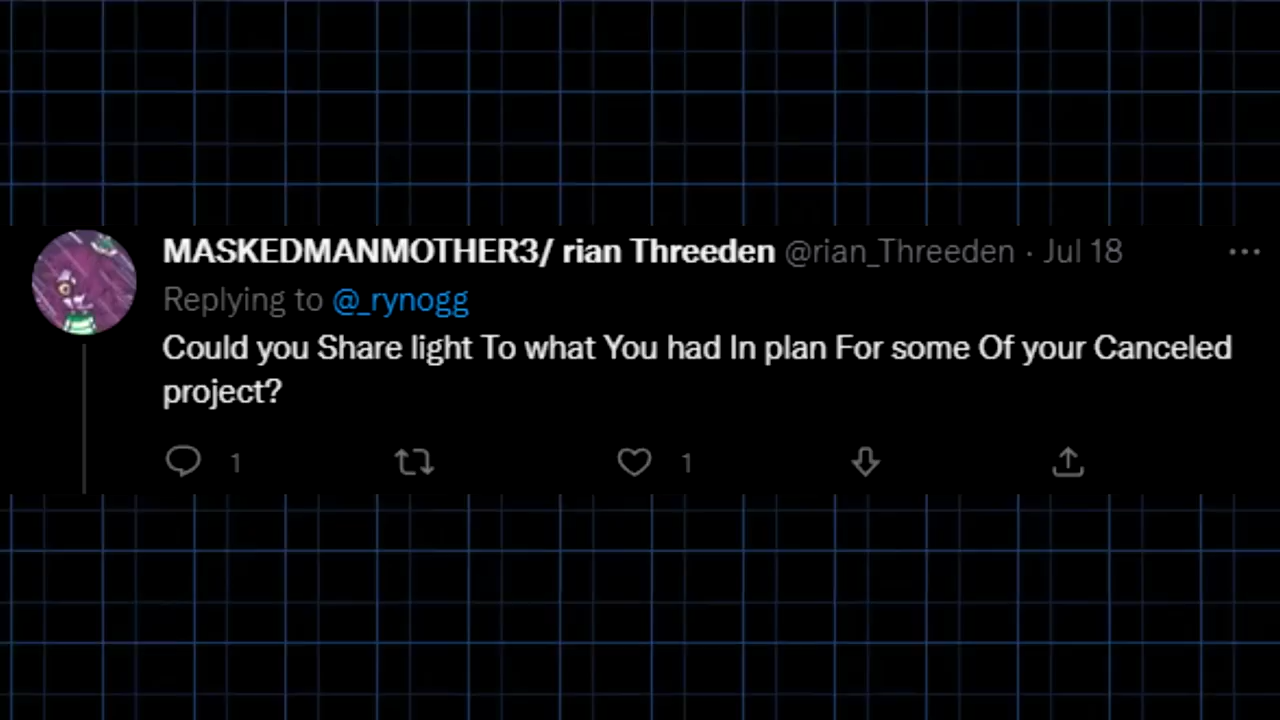 MASKEDMANMOTHER3/ rian Threeden @rian_Threeden · Jul 18
Replying to @_rynogg
Could you Share light To what You had In plan For some Of your Canceled
project?
1 1